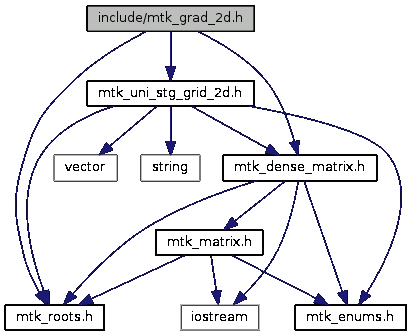 include/mtk_grad_2d.h
mtk_uni_stg_grid_2d.h
vector
string
mtk_dense_matrix.h
mtk_matrix.h
mtk_roots.h
iostream
mtk_enums.h